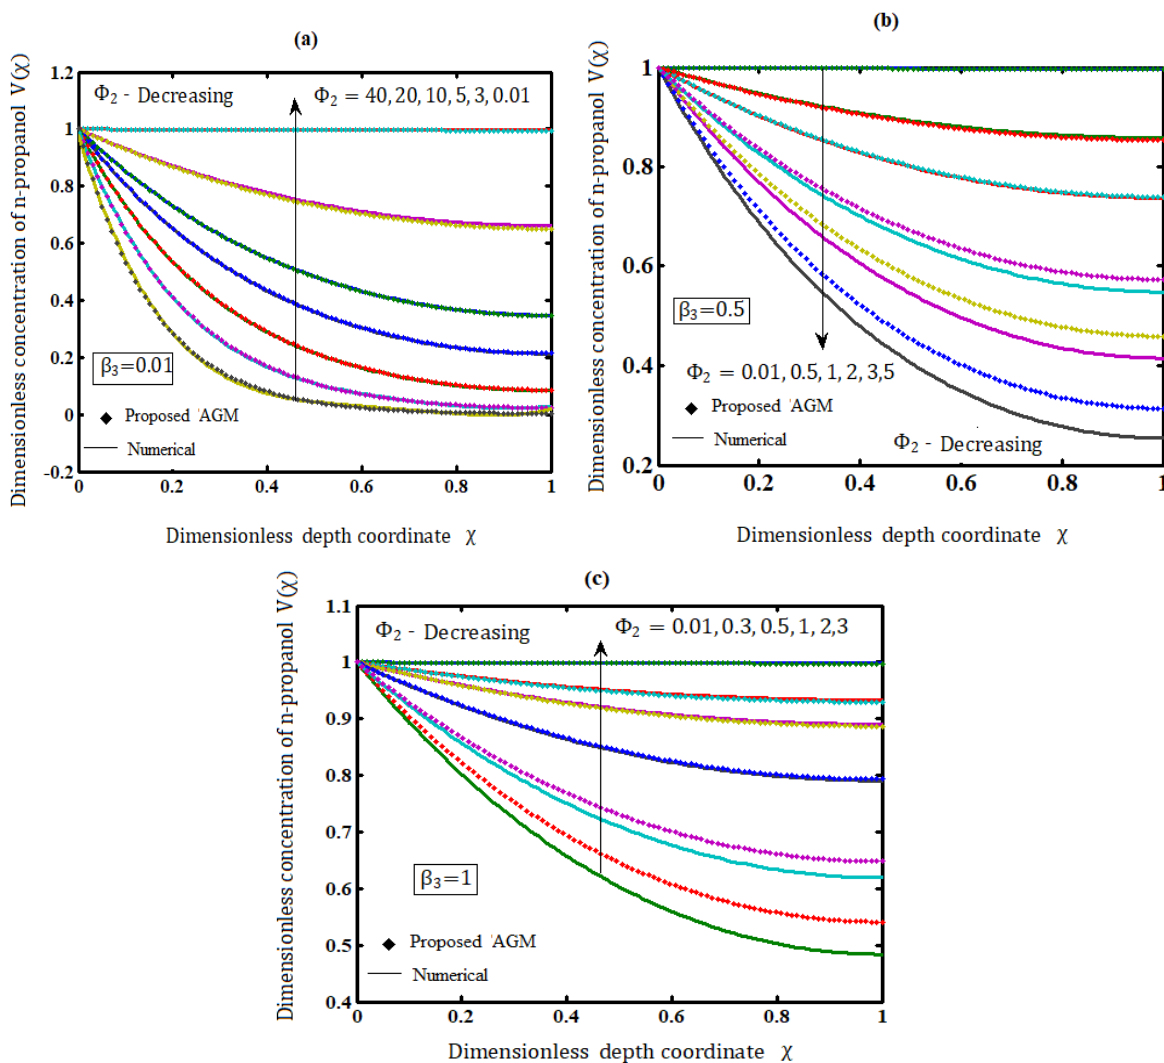 (a)
Dimensionless concentration of n-propanol V(χ)
1.2
1
0.8
0.6
0.4
0.2
0
-0.2
Φ₂ - Decreasing
Φ₂ = 40, 20, 10, 5, 3, 0.01
β₃=0.01
Proposed 'AGM
Numerical
0 0.2 0.4 0.6 0.8 1
Dimensionless depth coordinate χ
(b)
Dimensionless concentration of n-propanol V(χ)
1
0.8
0.6
0.4
0.2
β₃=0.5
Φ₂ = 0.01, 0.5, 1, 2, 3,5
Proposed 'AGM
Numerical
Φ₂ - Decreasing
0 0.2 0.4 0.6 0.8 1
Dimensionless depth coordinate χ
(c)
Dimensionless concentration of n-propanol V(χ)
1.1
1
0.9
0.8
0.7
0.6
0.5
0.4
Φ₂ - Decreasing
Φ₂ = 0.01, 0.3, 0.5, 1, 2,3
β₃=1
Proposed 'AGM
Numerical
0 0.2 0.4 0.6 0.8 1
Dimensionless depth coordinate χ